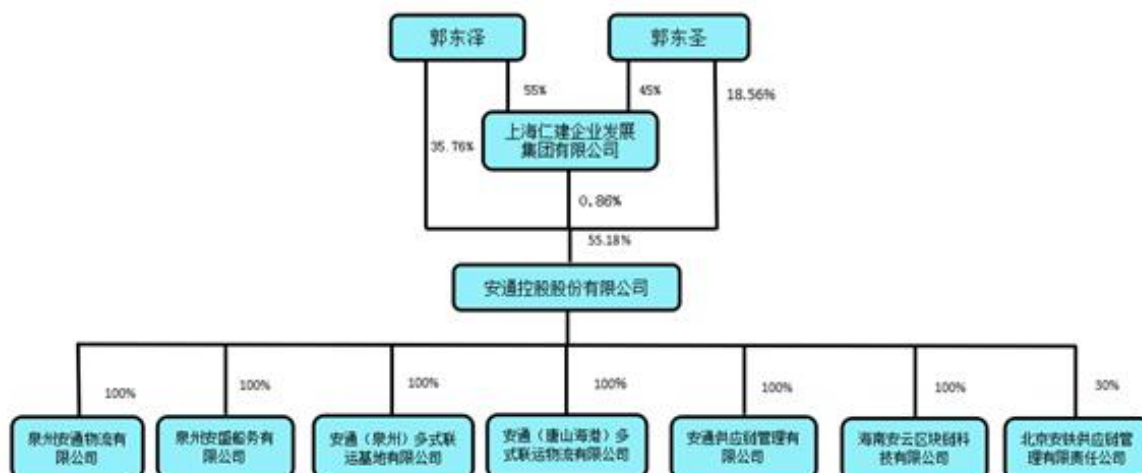 郭东泽
郭东圣
55%
45%
18.56%
35.76%
上海仁建企业发展
集团有限公司
0.86%
55.18%
安通控股股份有限公司
100%
100%
100%
100%
100%
100%
30%
泉州安通物流有
限公司
泉州安盛船务有
限公司
安通（泉州）多式联
运基地有限公司
安通（唐山海港）多
式联运物流有限公司
安通供应链管理有
限公司
海南安云区块链科
技有限公司
北京安铁供应链管
理有限责任公司